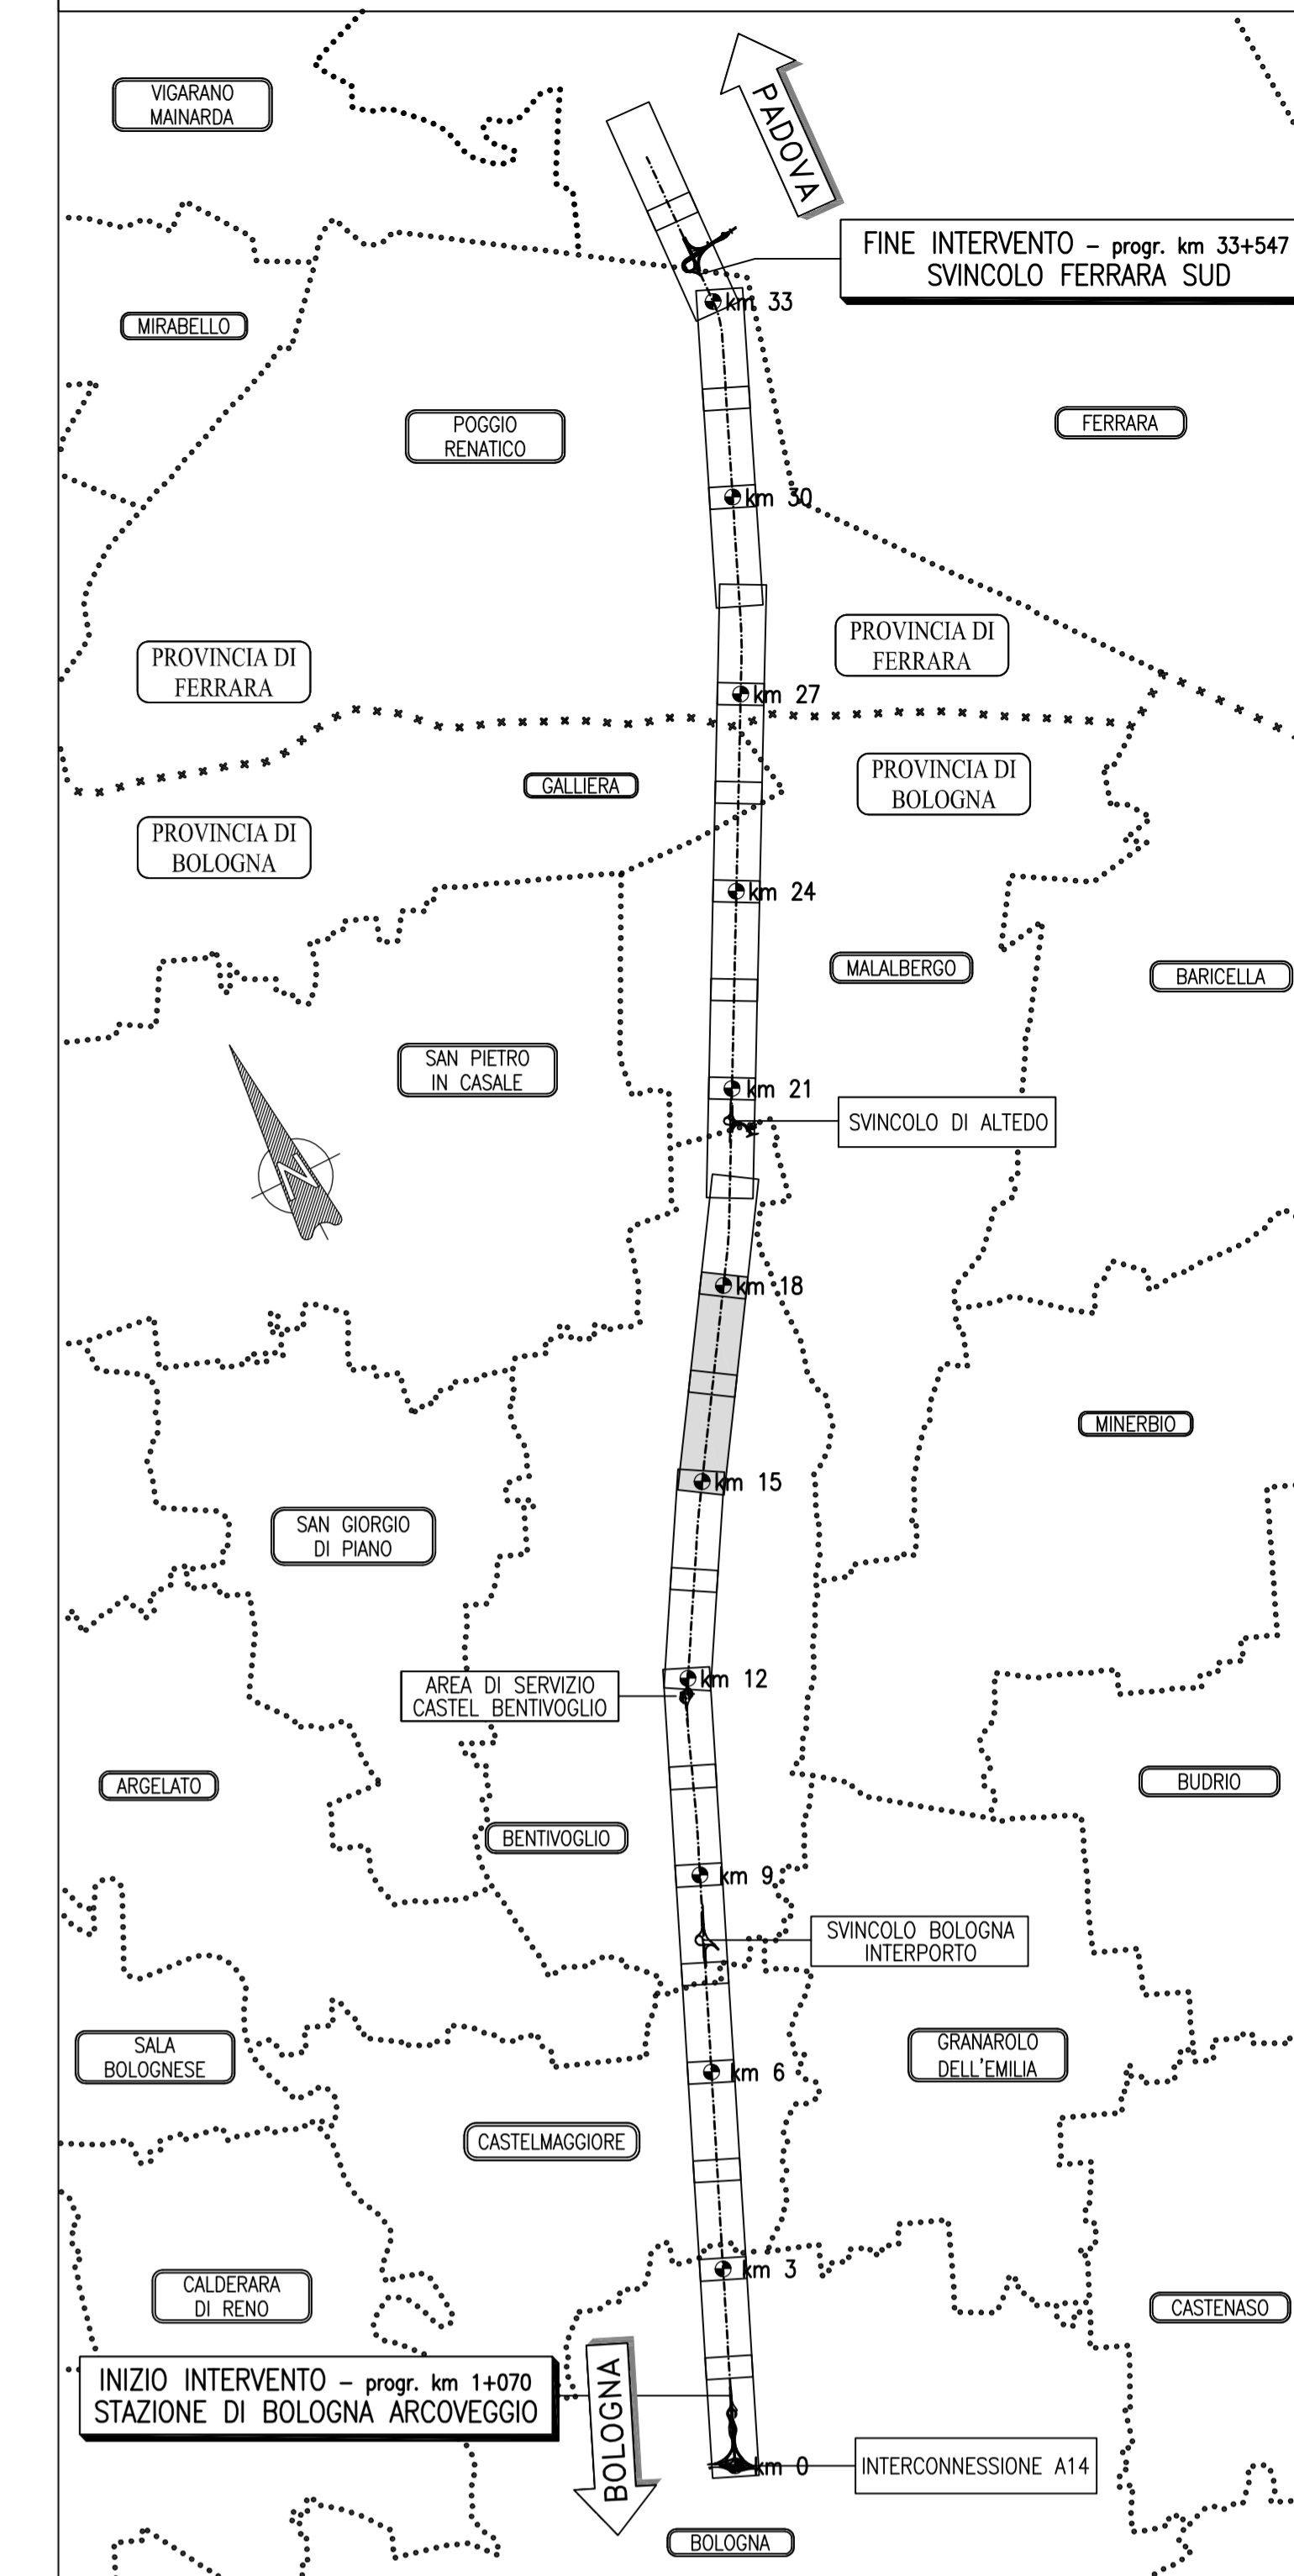 VIGARANO
MAINARDA
PADOVA
FINE INTERVENTO – progr. km 33+547
SVINCOLO FERRARA SUD
km 33
MIRABELLO
POGGIO
RENATICO
FERRARA
km 30
PROVINCIA DI
FERRARA
PROVINCIA DI
FERRARA
km 27
GALLIERA
PROVINCIA DI
BOLOGNA
PROVINCIA DI
BOLOGNA
km 24
MALALBERGO
BARICELLA
SAN PIETRO
IN CASALE
km 21
SVINCOLO DI ALTEDO
N
km 18
MINERBIO
km 15
SAN GIORGIO
DI PIANO
km 12
AREA DI SERVIZIO
CASTEL BENTIVOGLIO
ARGELATO
BUDRIO
BENTIVOGLIO
km 9
SVINCOLO BOLOGNA
INTERPORTO
SALA
BOLOGNESE
GRANAROLO
DELL'EMILIA
km 6
CASTELMAGGIORE
km 3
CALDERARA
DI RENO
CASTENASO
INIZIO INTERVENTO – progr. km 1+070
STAZIONE DI BOLOGNA ARCOVEGGIO
BOLOGNA
km 0
INTERCONNESSIONE A14
BOLOGNA